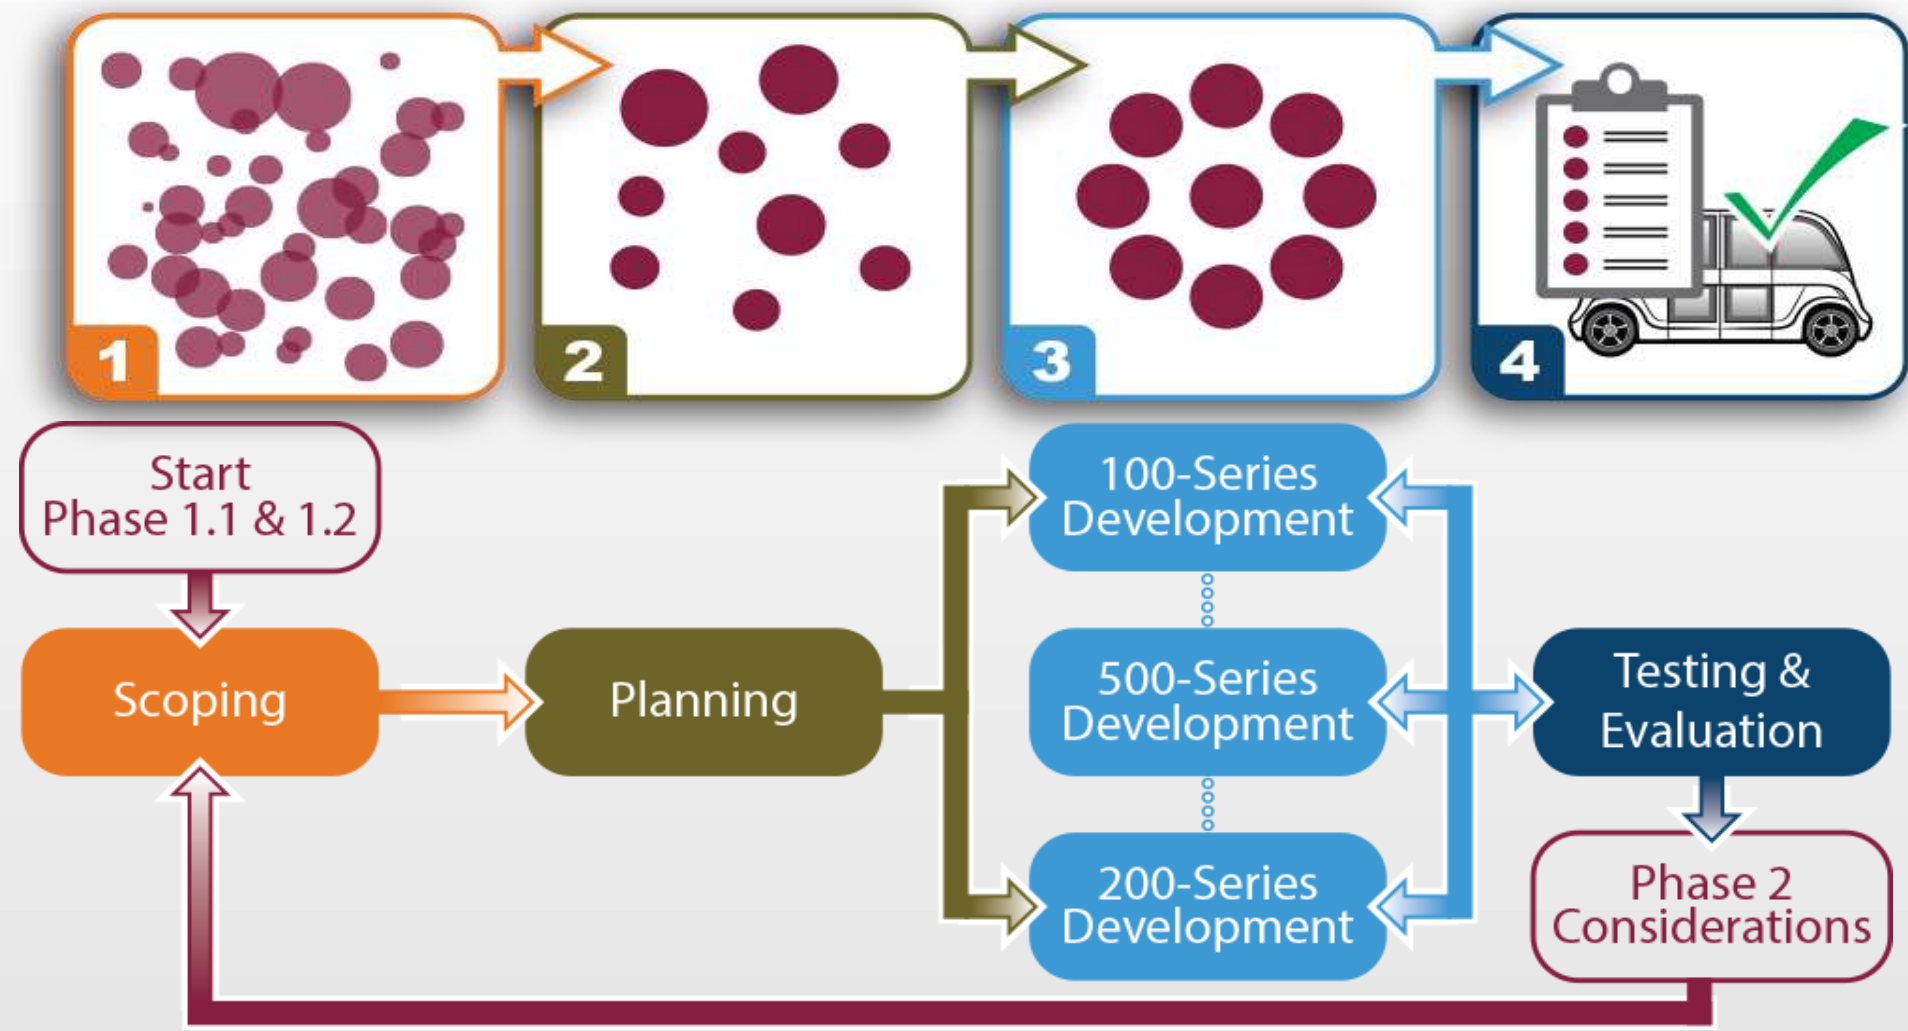 1
2
3
4
Start
Phase 1.1 & 1.2
Scoping
Planning
100-Series
Development
500-Series
Development
200-Series
Development
Testing &
Evaluation
Phase 2
Considerations